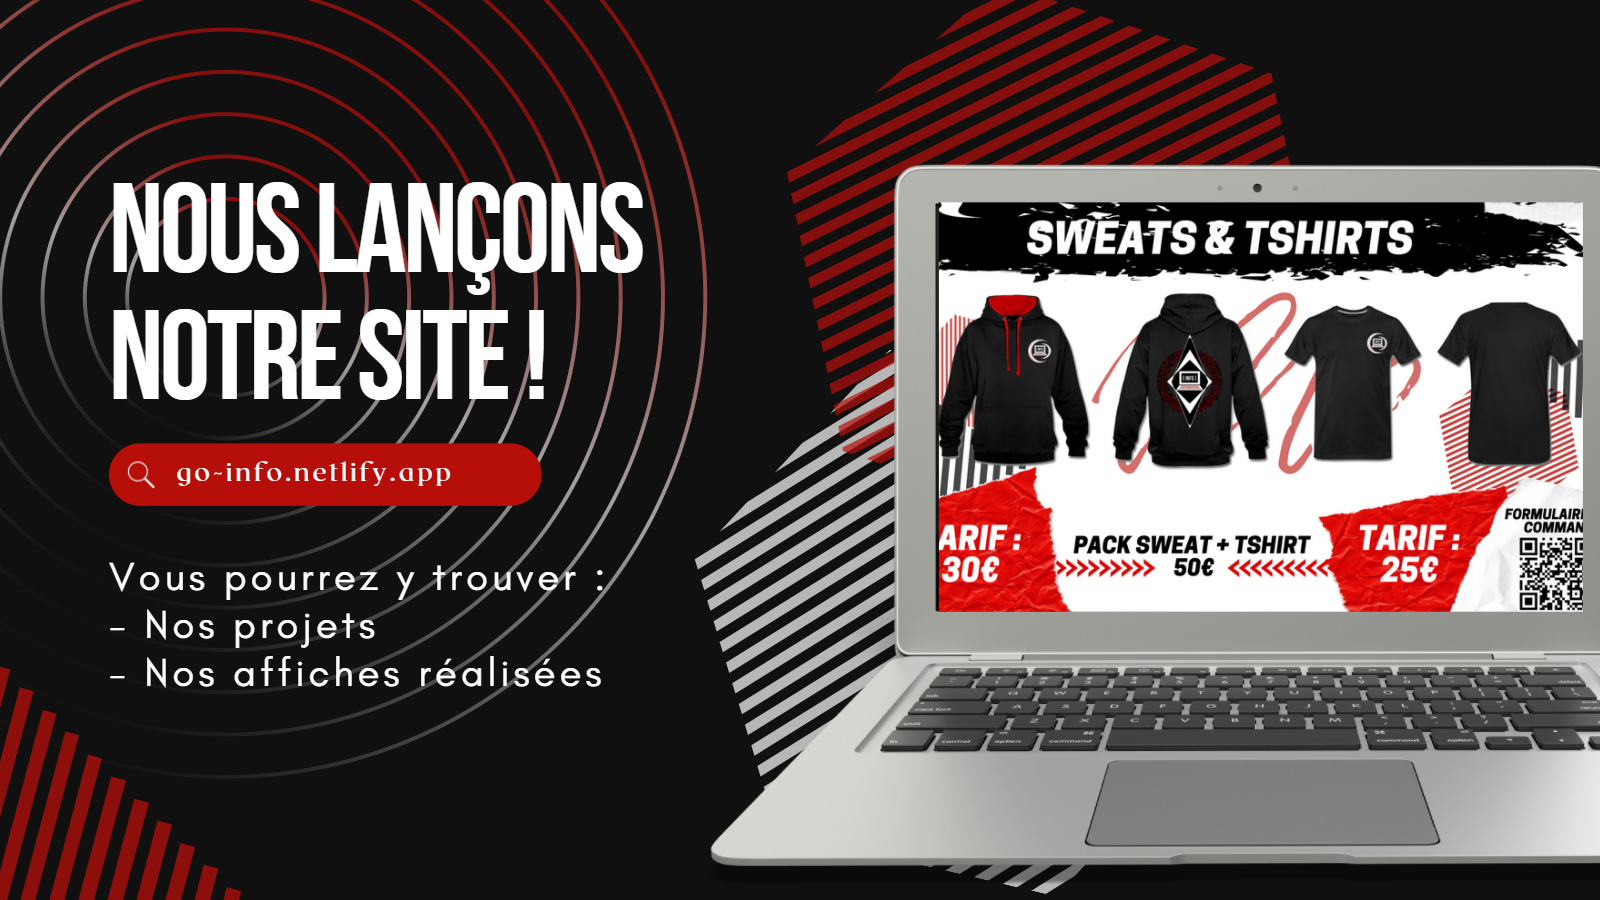 NOUS LANÇONS
NOTRE SITE !
go-info.netlify.app
Vous pourrez y trouver :
- Nos projets
- Nos affiches réalisées
SWEATS & TSHIRTS
ARIF :
30€
PACK SWEAT + TSHIRT
50€
TARIF :
25€
FORMULAIR
COMMAN